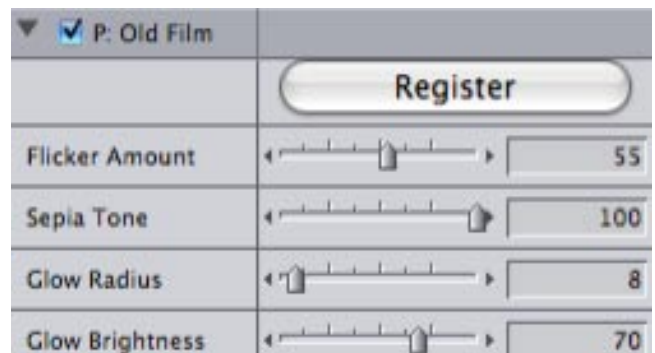 P: Old Film
Register
Flicker Amount 55
Sepia Tone 100
Glow Radius 8
Glow Brightness 70